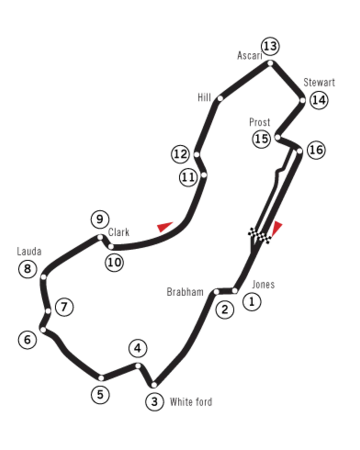 13
Ascari
Stewart
Hill
14
Prost
15
16
12
11
9
Clark
Lauda
10
8
Jones
Brabham
7
2
1
6
4
5
3
White ford